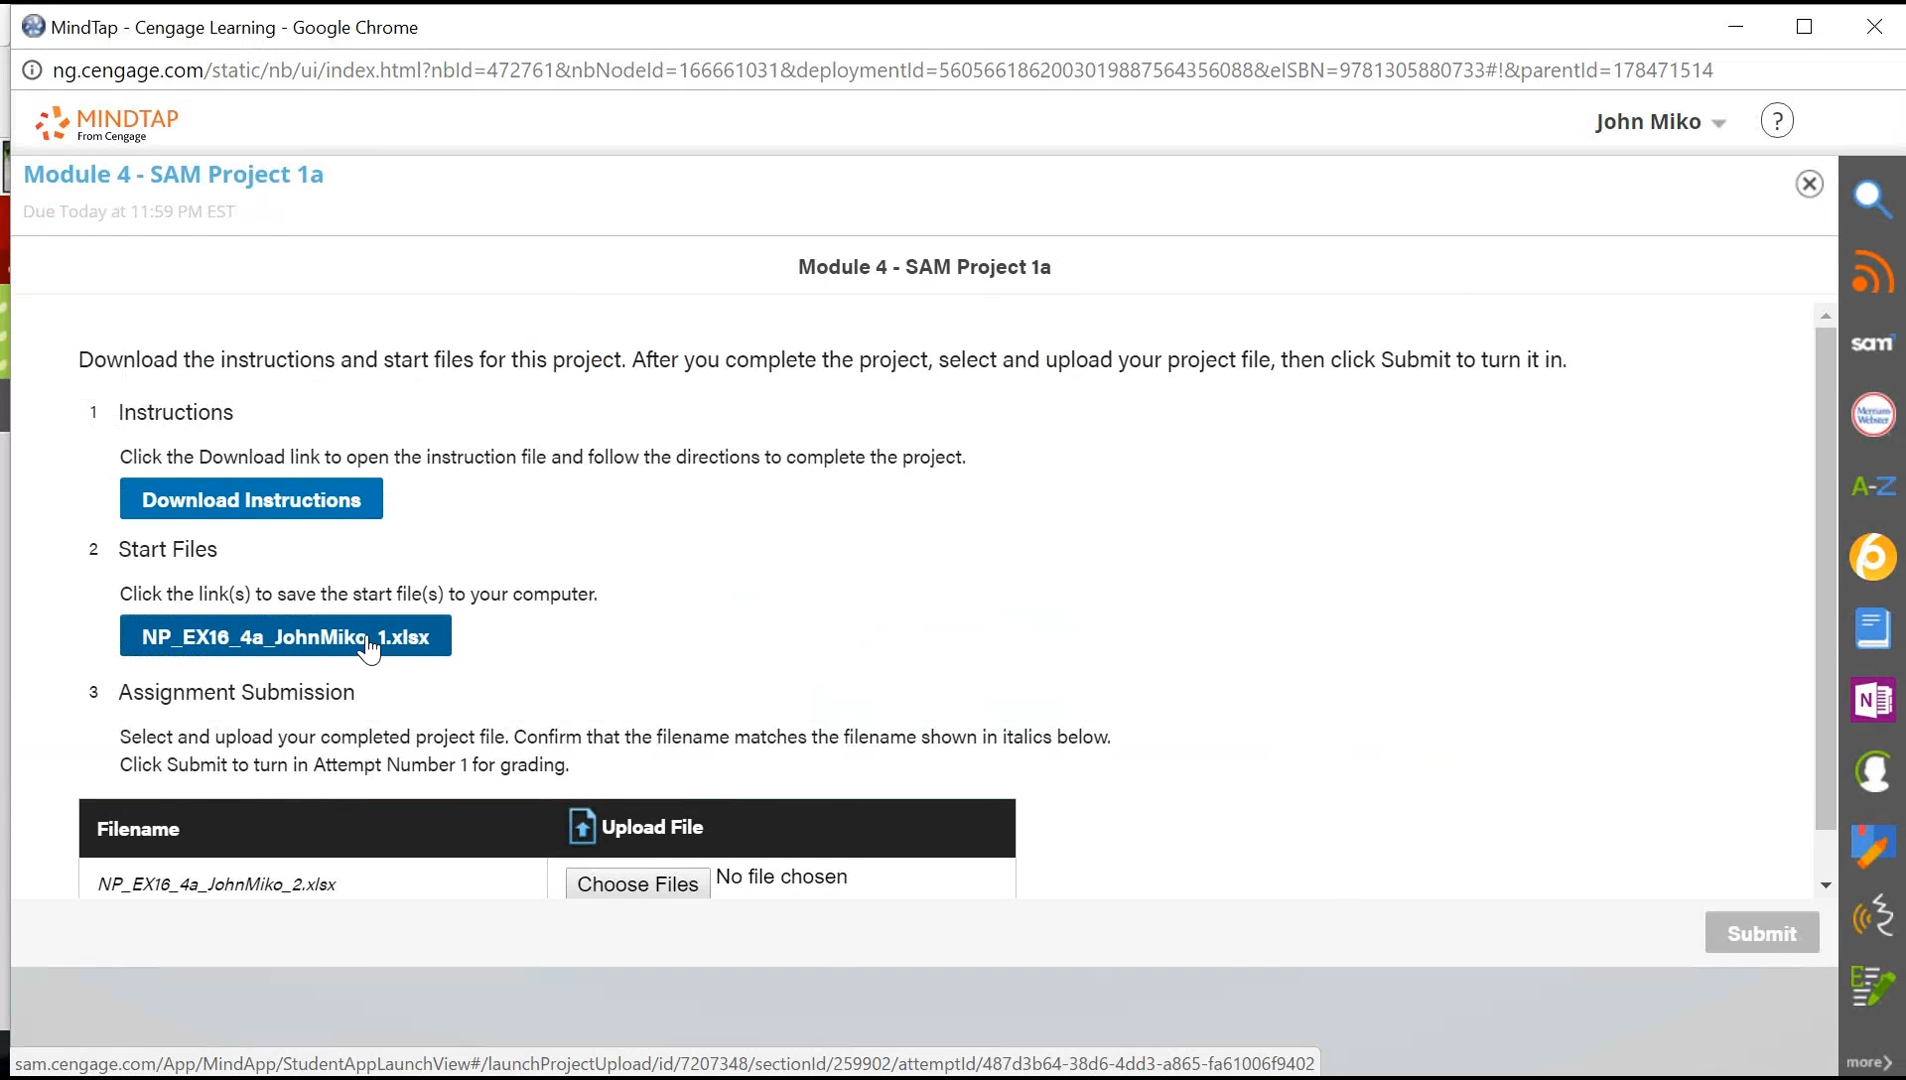 MindTap - Cengage Learning - Google Chrome
ng.cengage.com/static/nb/ui/index.html?nbId=472761&nbNodeId=166661031&deploymentId=5605661862003019887564356088&eISBN=9781305880733#!&parentId=178471514
MINDTAP
From Cengage
John Miko
?
Module 4 - SAM Project 1a
Due Today at 11:59 PM EST
Module 4 - SAM Project 1a
Download the instructions and start files for this project. After you complete the project, select and upload your project file, then click Submit to turn it in.
1 Instructions
Click the Download link to open the instruction file and follow the directions to complete the project.
Download Instructions
2 Start Files
Click the link(s) to save the start file(s) to your computer.
NP_EX16_4a_JohnMiko_1.xlsx
3 Assignment Submission
Select and upload your completed project file. Confirm that the filename matches the filename shown in italics below.
Click Submit to turn in Attempt Number 1 for grading.
Filename Upload File
NP_EX16_4a_JohnMiko_2.xlsx Choose Files No file chosen
Submit
sam
Merriam-Webster
A-Z
6
N
E
more
sam.cengage.com/App/MindApp/StudentAppLaunchView#/launchProjectUpload/id/7207348/sectionId/259902/attemptId/487d3b64-38d6-4dd3-a865-fa61006f9402